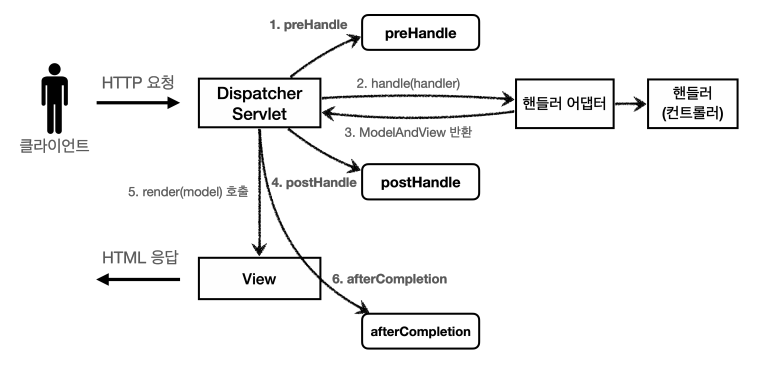 1. preHandle
preHandle
HTTP 요청
Dispatcher
Servlet
2. handle(handler)
핸들러 어댑터
핸들러
(컨트롤러)
클라이언트
3. ModelAndView 반환
4. postHandle
postHandle
5. render(model) 호출
HTML 응답
View
6. afterCompletion
afterCompletion